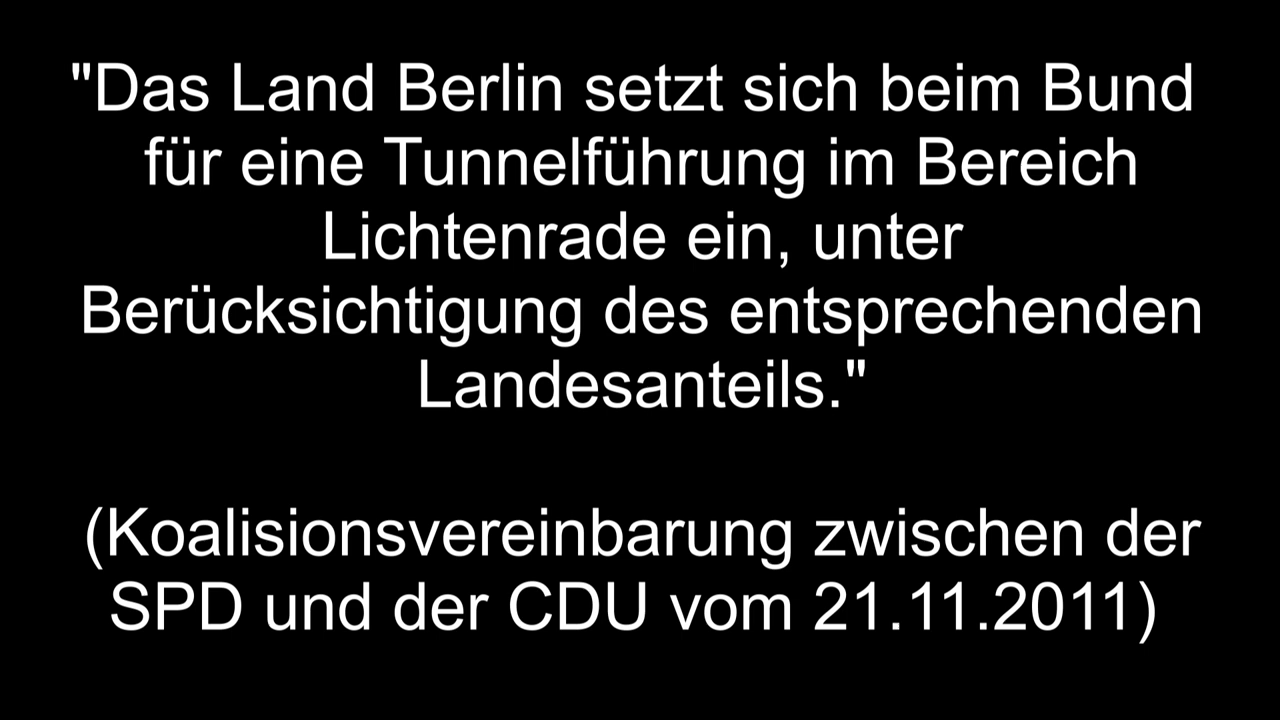 "Das Land Berlin setzt sich beim Bund
für eine Tunnelführung im Bereich
Lichtenrade ein, unter
Berücksichtigung des entsprechenden
Landesanteils."
(Koalisionsvereinbarung zwischen der
SPD und der CDU vom 21.11.2011)